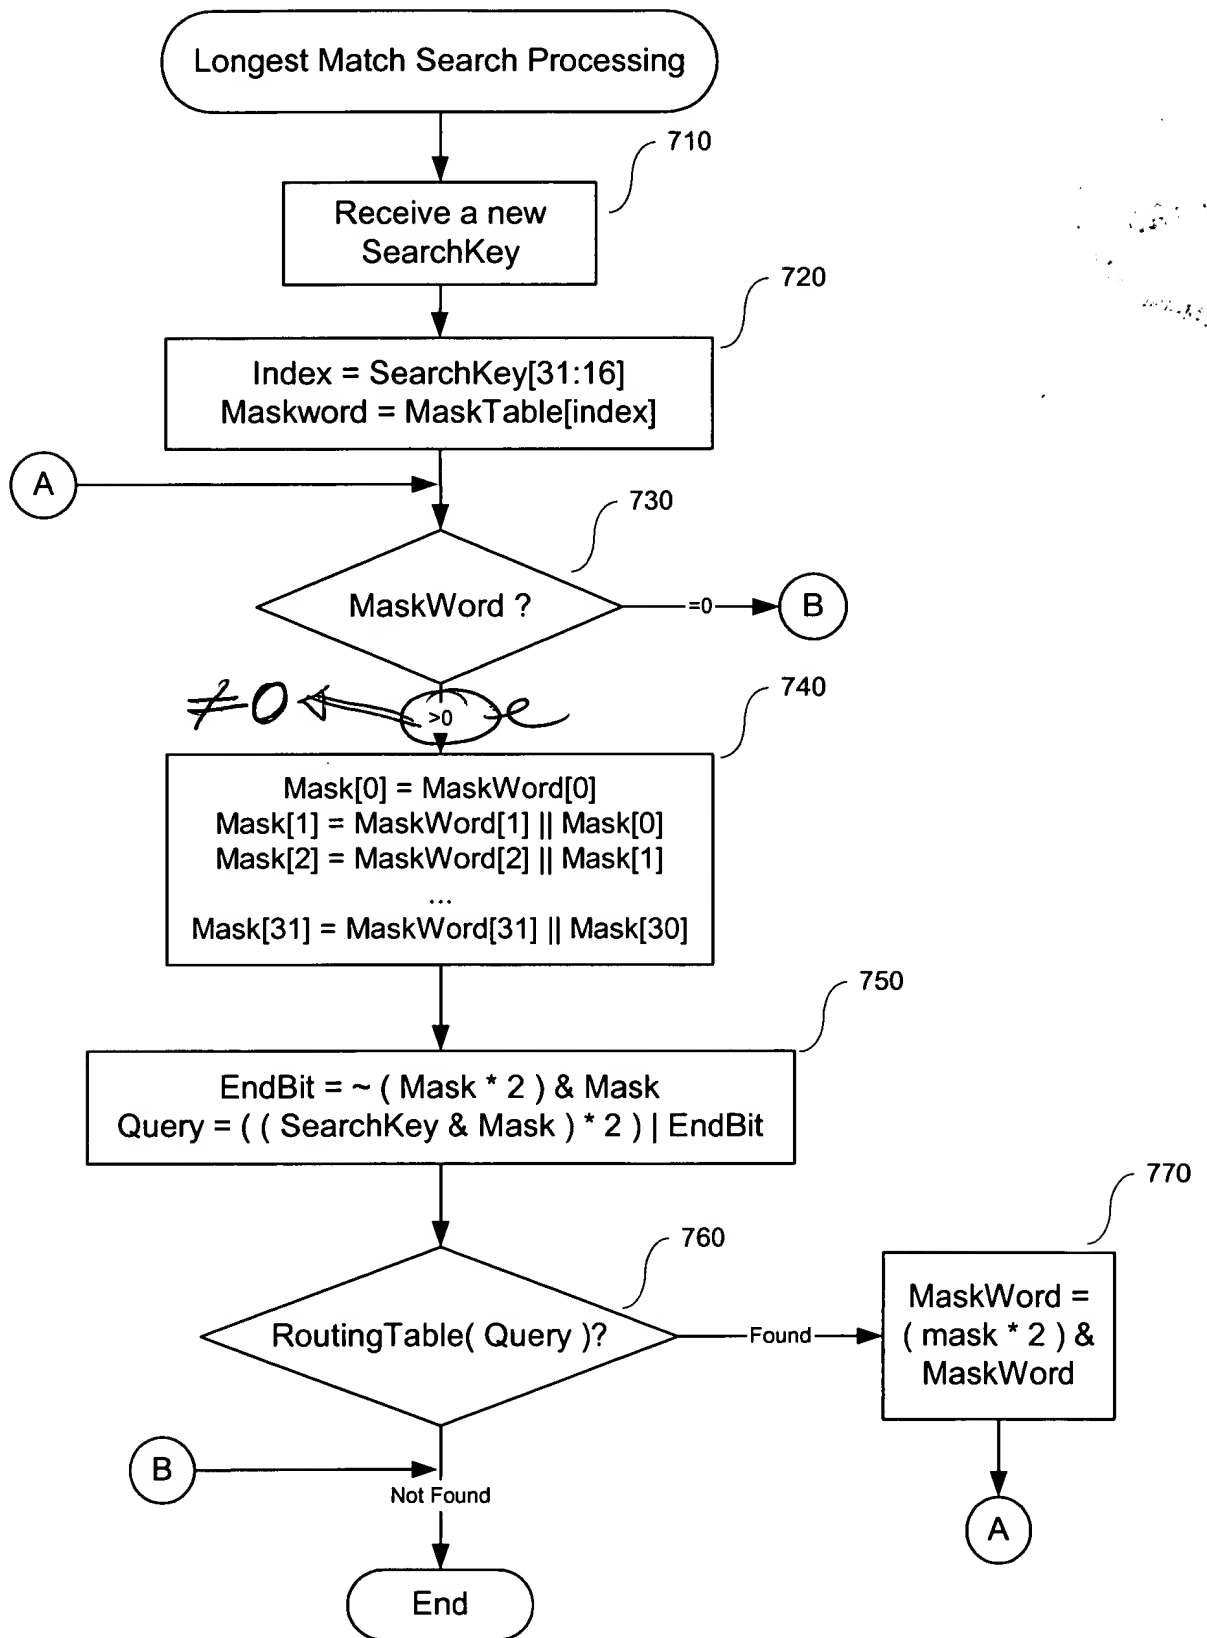 Longest Match Search Processing
710
Receive a new
SearchKey
720
Index = SearchKey[31:16]
Maskword = MaskTable[index]
A
730
MaskWord ?
=0
B
≠0
>0
740
Mask[0] = MaskWord[0]
Mask[1] = MaskWord[1] || Mask[0]
Mask[2] = MaskWord[2] || Mask[1]
...
Mask[31] = MaskWord[31] || Mask[30]
750
EndBit = ~ ( Mask * 2 ) & Mask
Query = ( ( SearchKey & Mask ) * 2 ) | EndBit
760
RoutingTable( Query )?
Found
770
MaskWord =
( mask * 2 ) &
MaskWord
B
Not Found
A
End